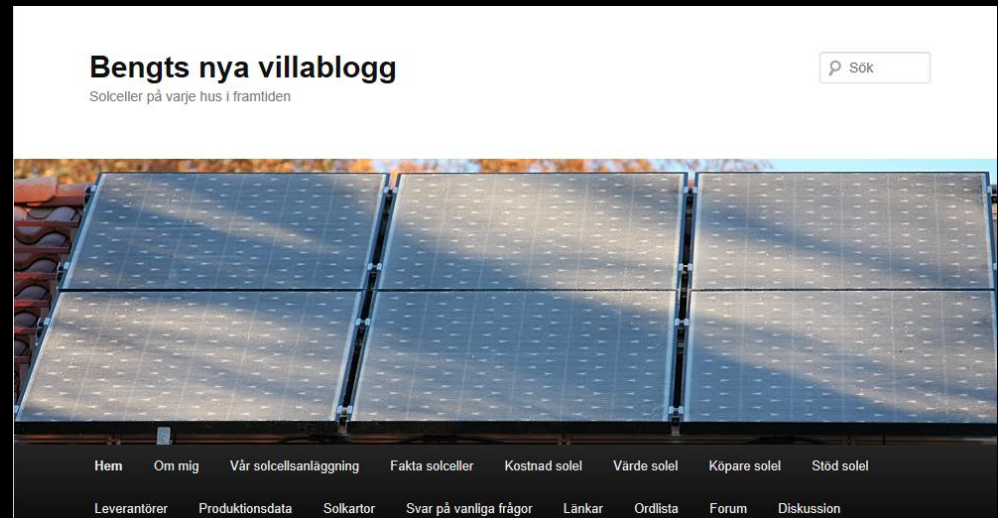 Bengts nya villablogg
Sök
Solceller på varje hus i framtiden
Hem Om mig Vår solcellsanläggning Fakta solceller Kostnad solel Värde solel Köpare solel Stöd solel
Leverantörer Produktionsdata Solkartor Svar på vanliga frågor Länkar Ordlista Forum Diskussion